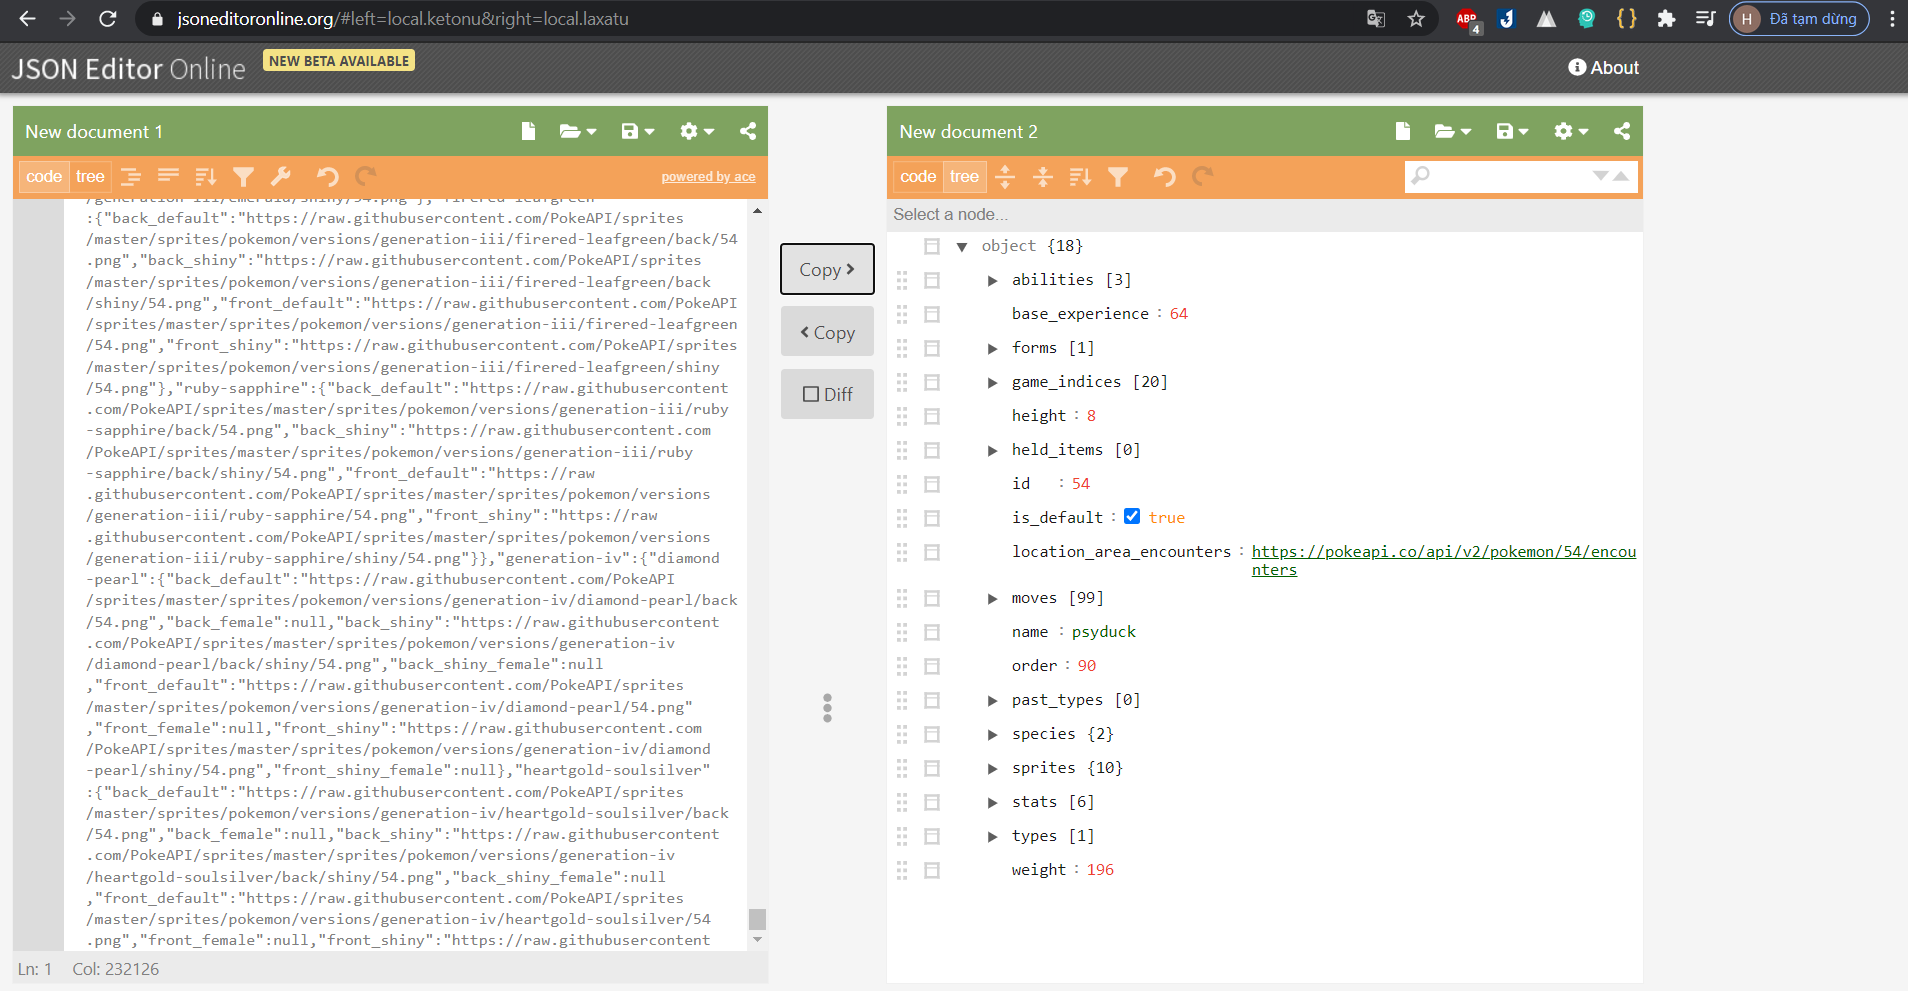 jsoneditoronline.org/#left=local.ketonu&right=local.laxatu
ABP
4
H
Đã tạm dừng
JSON Editor Online
NEW BETA AVAILABLE
About
New document 1
code
tree
powered by ace
/generation-iii/emerald/shiny/54.png"},"firered-leafgreen"
:{"back_default":"https://raw.githubusercontent.com/PokeAPI/sprites
/master/sprites/pokemon/versions/generation-iii/firered-leafgreen/back/54
.png","back_shiny":"https://raw.githubusercontent.com/PokeAPI/sprites
/master/sprites/pokemon/versions/generation-iii/firered-leafgreen/back
/shiny/54.png","front_default":"https://raw.githubusercontent.com/PokeAPI
/sprites/master/sprites/pokemon/versions/generation-iii/firered-leafgreen
/54.png","front_shiny":"https://raw.githubusercontent.com/PokeAPI/sprites
/master/sprites/pokemon/versions/generation-iii/firered-leafgreen/shiny
/54.png"},"ruby-sapphire":{"back_default":"https://raw.githubusercontent
.com/PokeAPI/sprites/master/sprites/pokemon/versions/generation-iii/ruby
-sapphire/back/54.png","back_shiny":"https://raw.githubusercontent.com
/PokeAPI/sprites/master/sprites/pokemon/versions/generation-iii/ruby
-sapphire/back/shiny/54.png","front_default":"https://raw
.githubusercontent.com/PokeAPI/sprites/master/sprites/pokemon/versions
/generation-iii/ruby-sapphire/54.png","front_shiny":"https://raw
.githubusercontent.com/PokeAPI/sprites/master/sprites/pokemon/versions
/generation-iii/ruby-sapphire/shiny/54.png"}},"generation-iv":{"diamond
-pearl":{"back_default":"https://raw.githubusercontent.com/PokeAPI
/sprites/master/sprites/pokemon/versions/generation-iv/diamond-pearl/back
/54.png","back_female":null,"back_shiny":"https://raw.githubusercontent
.com/PokeAPI/sprites/master/sprites/pokemon/versions/generation-iv
/diamond-pearl/back/shiny/54.png","back_shiny_female":null
,"front_default":"https://raw.githubusercontent.com/PokeAPI/sprites
/master/sprites/pokemon/versions/generation-iv/diamond-pearl/54.png"
,"front_female":null,"front_shiny":"https://raw.githubusercontent.com
/PokeAPI/sprites/master/sprites/pokemon/versions/generation-iv/diamond
-pearl/shiny/54.png","front_shiny_female":null},"heartgold-soulsilver"
:{"back_default":"https://raw.githubusercontent.com/PokeAPI/sprites
/master/sprites/pokemon/versions/generation-iv/heartgold-soulsilver/back
/54.png","back_female":null,"back_shiny":"https://raw.githubusercontent
.com/PokeAPI/sprites/master/sprites/pokemon/versions/generation-iv
/heartgold-soulsilver/back/shiny/54.png","back_shiny_female":null
,"front_default":"https://raw.githubusercontent.com/PokeAPI/sprites
/master/sprites/pokemon/versions/generation-iv/heartgold-soulsilver/54
.png","front_female":null,"front_shiny":"https://raw.githubusercontent
Ln: 1 Col: 232126
Copy
Copy
Diff
New document 2
code
tree
Select a node...
object {18}
abilities [3]
base_experience : 64
forms [1]
game_indices [20]
height : 8
held_items [0]
id : 54
is_default : true
location_area_encounters : https://pokeapi.co/api/v2/pokemon/54/encou
nters
moves [99]
name : psyduck
order : 90
past_types [0]
species {2}
sprites {10}
stats [6]
types [1]
weight : 196